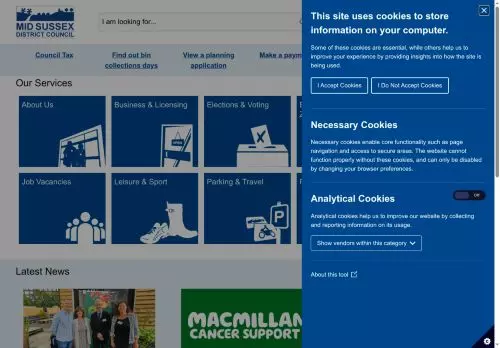 MID SUSSEX
DISTRICT COUNCIL
I am looking for...
Council Tax
Find out bin
collections days
View a planning
application
Make a paym
Our Services
About Us
Business & Licensing
Elections & Voting
Job Vacancies
Leisure & Sport
Parking & Travel
Latest News
MACMILLAN
CANCER SUPPORT
This site uses cookies to store
information on your computer.
Some of these cookies are essential, while others help us to
improve your experience by providing insights into how the site is
being used.
I Accept Cookies
I Do Not Accept Cookies
Necessary Cookies
Necessary cookies enable core functionality such as page
navigation and access to secure areas. The website cannot
function properly without these cookies, and can only be disabled
by changing your browser preferences.
Analytical Cookies
Off
Analytical cookies help us to improve our website by collecting
and reporting information on its usage.
Show vendors within this category
About this tool